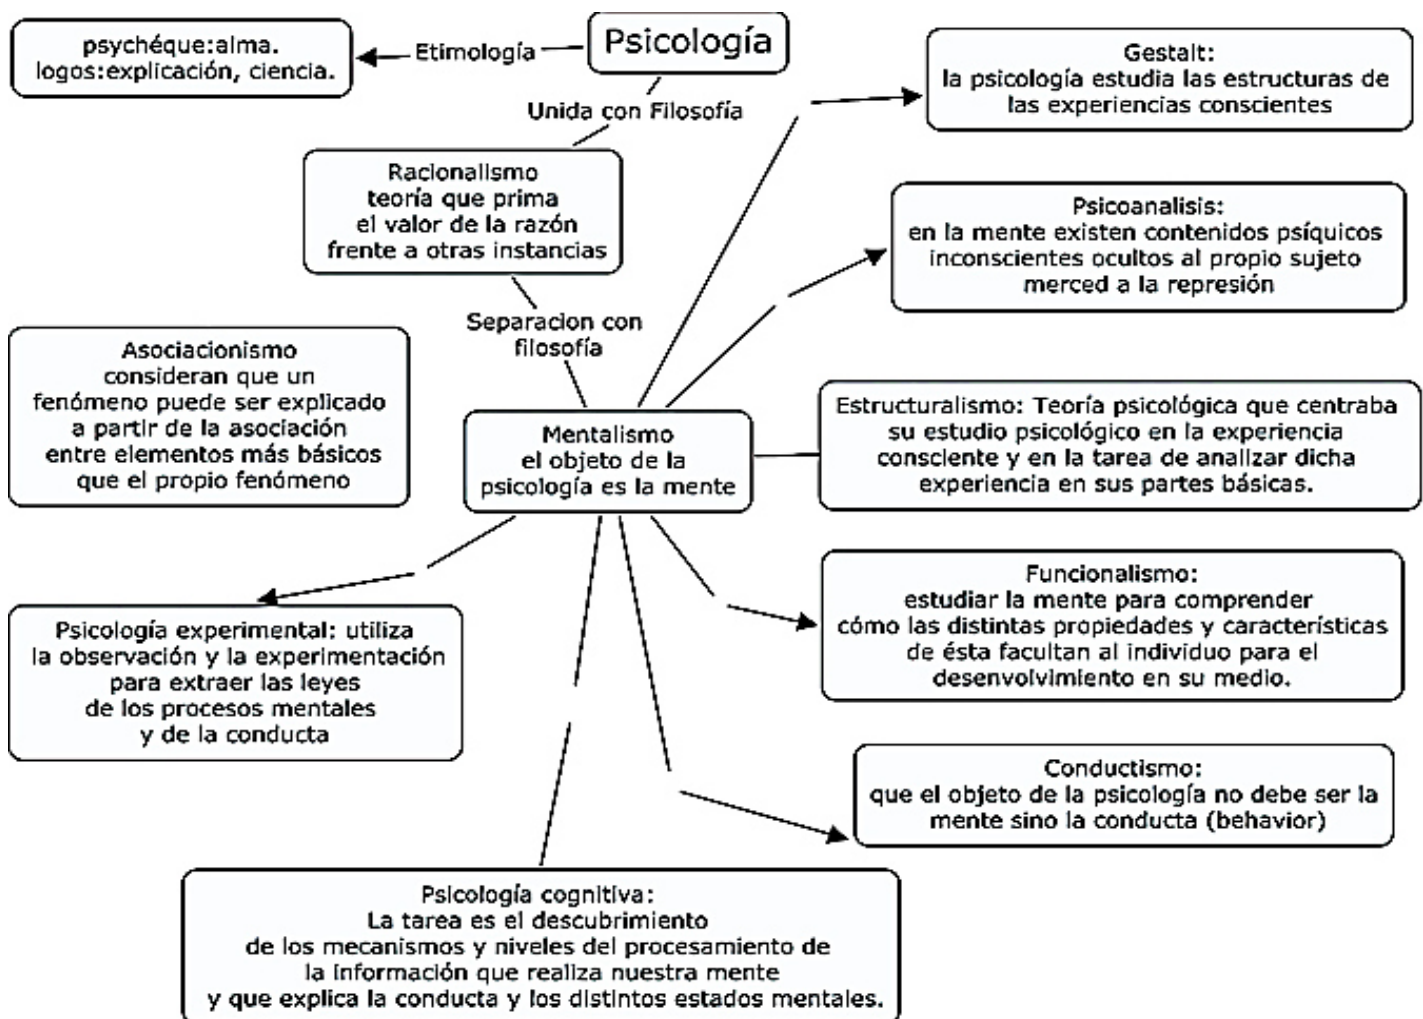 Psicología
Etimología
psychéque:alma.
logos:explicación, ciencia.
Unida con Filosofía
Racionalismo
teoría que prima
el valor de la razón
frente a otras instancias
Separacion con
filosofía
Mentalismo
el objeto de la
psicología es la mente
Gestalt:
la psicología estudia las estructuras de
las experiencias conscientes
Psicoanalisis:
en la mente existen contenidos psíquicos
inconscientes ocultos al propio sujeto
merced a la represión
Estructuralismo: Teoría psicológica que centraba
su estudio psicológico en la experiencia
consciente y en la tarea de analizar dicha
experiencia en sus partes básicas.
Funcionalismo:
estudiar la mente para comprender
cómo las distintas propiedades y características
de ésta facultan al individuo para el
desenvolvimiento en su medio.
Conductismo:
que el objeto de la psicología no debe ser la
mente sino la conducta (behavior)
Asociacionismo
consideran que un
fenómeno puede ser explicado
a partir de la asociación
entre elementos más básicos
que el propio fenómeno
Psicología experimental: utiliza
la observación y la experimentación
para extraer las leyes
de los procesos mentales
y de la conducta
Psicología cognitiva:
La tarea es el descubrimiento
de los mecanismos y niveles del procesamiento de
la información que realiza nuestra mente
y que explica la conducta y los distintos estados mentales.